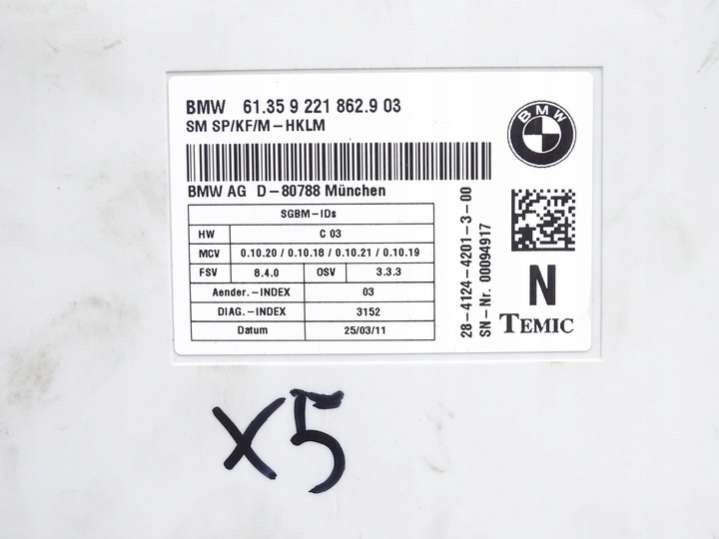 BMW 61.35 9 221 862.9 03
SM SP/KF/M-HKLM
BMW AG D-80788 München
SGBM-IDs
HW C 03
MCV 0.10.20 / 0.10.18 / 0.10.21 / 0.10.19
FSV 8.4.0 OSV 3.3.3
Aender.-INDEX 03
DIAG.-INDEX 3152
Datum 25/03/11
28-4124-4201-3-00
SN-Nr. 00094917
BMW
N
TEMIC
X5